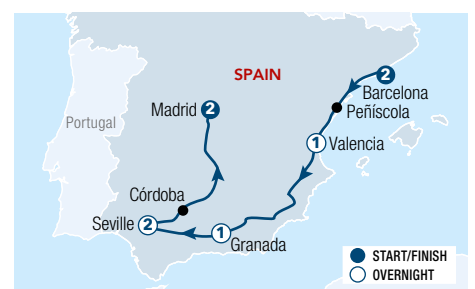 SPAIN
2
Barcelona
Madrid 2
Peñíscola
Portugal
1 Valencia
Córdoba
Seville 2
1
Granada
START/FINISH
OVERNIGHT